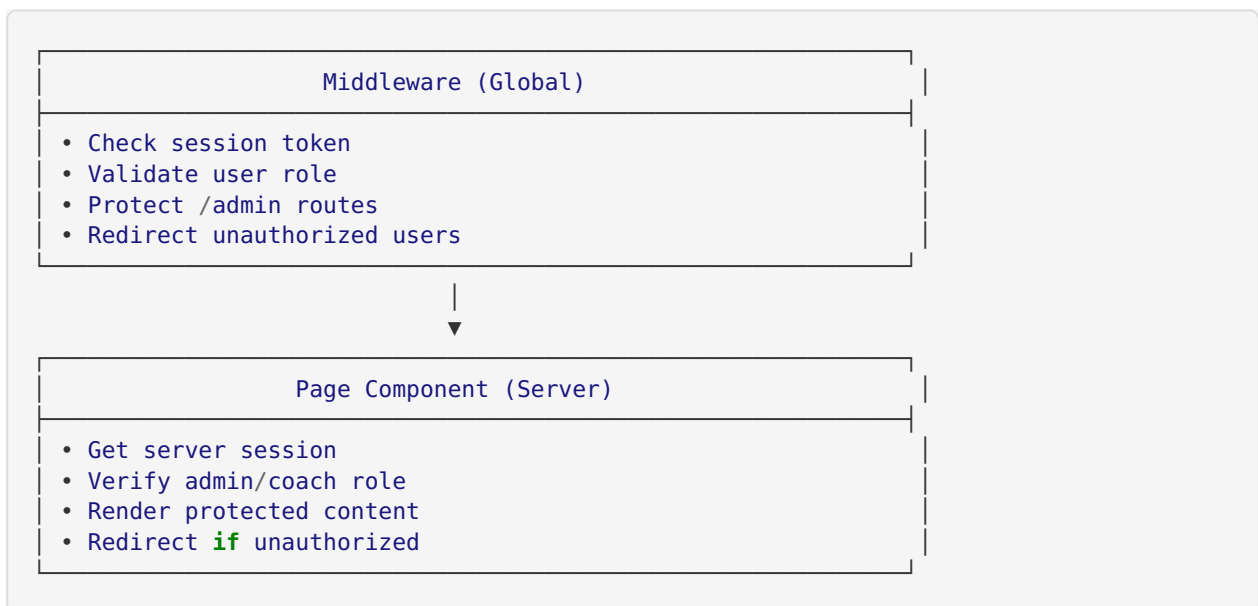 Middleware (Global)
• Check session token
• Validate user role
• Protect /admin routes
• Redirect unauthorized users
▼
Page Component (Server)
• Get server session
• Verify admin/coach role
• Render protected content
• Redirect if unauthorized